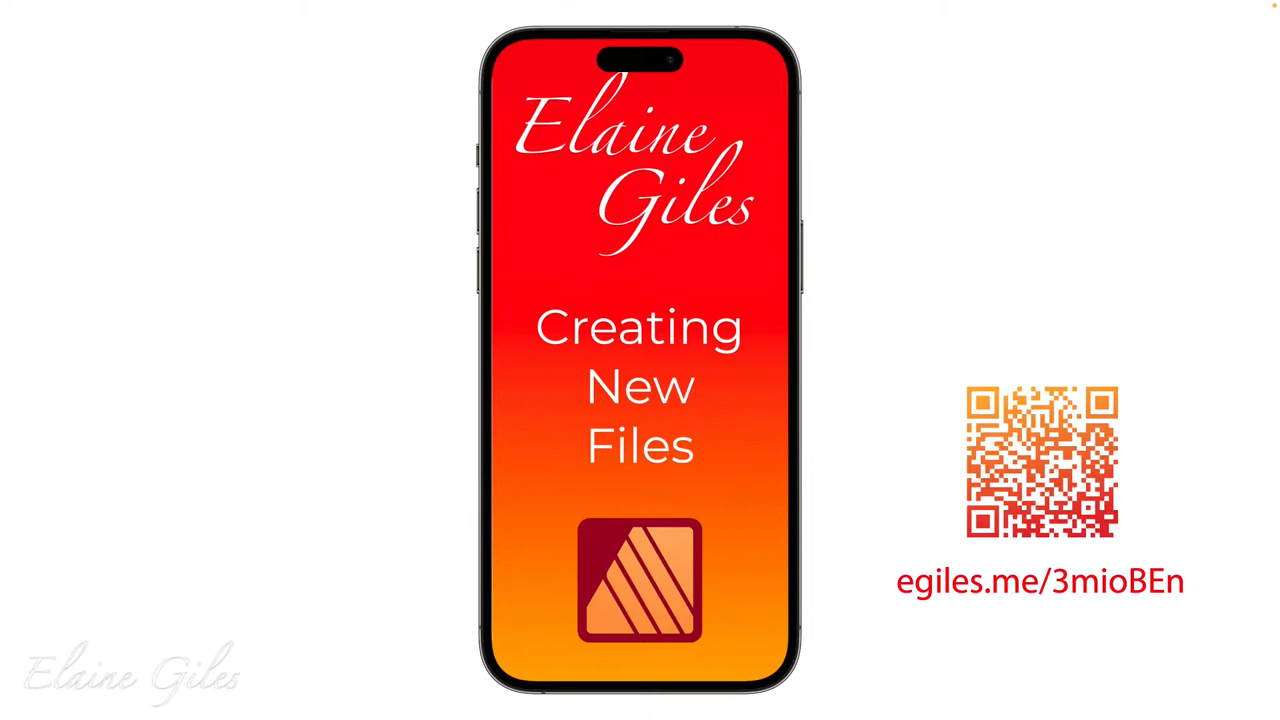 Elaine
Giles
Creating
New
Files
egiles.me/3mioBEn
Elaine Giles